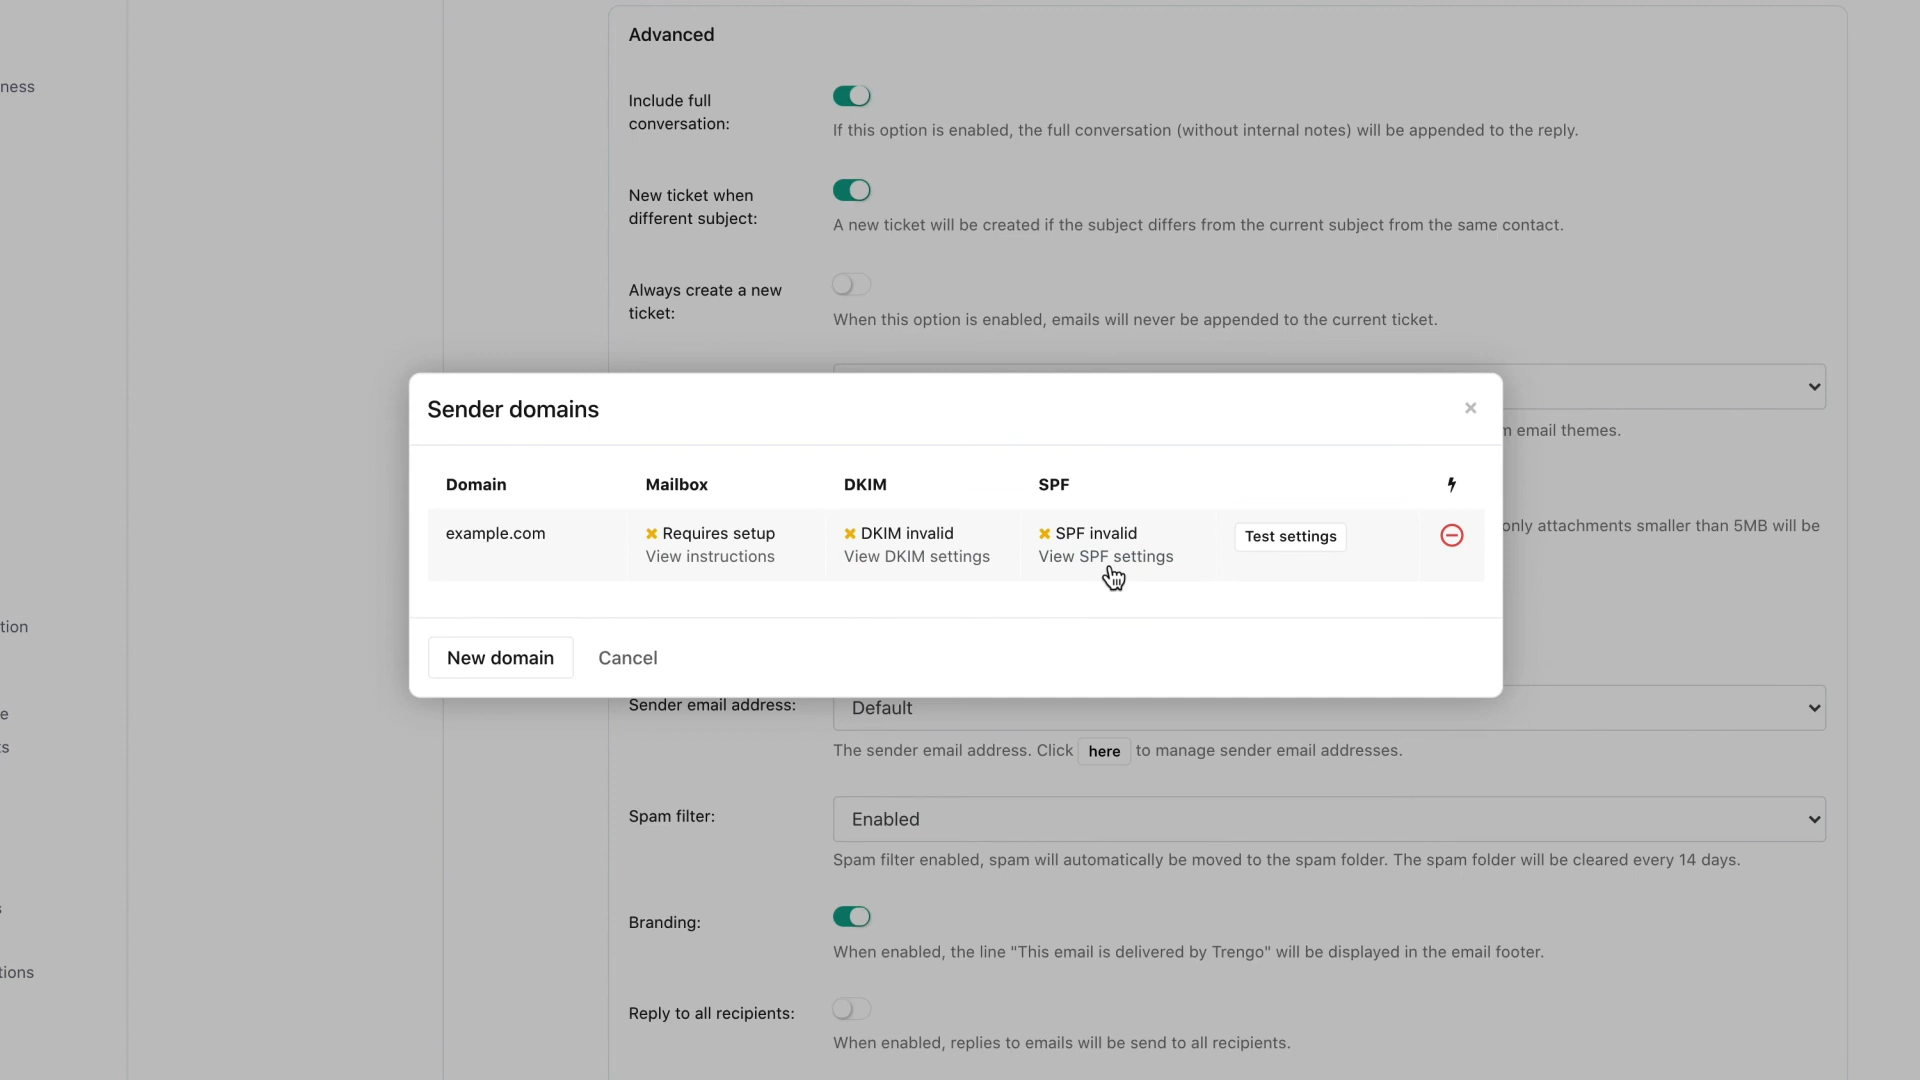 Advanced
ness
Include full
conversation:
If this option is enabled, the full conversation (without internal notes) will be appended to the reply.
New ticket when
different subject:
A new ticket will be created if the subject differs from the current subject from the same contact.
Always create a new
ticket:
When this option is enabled, emails will never be appended to the current ticket.
Sender domains
×
m email themes.
Domain Mailbox DKIM SPF
example.com Requires setup DKIM invalid SPF invalid Test settings
View instructions View DKIM settings View SPF settings
only attachments smaller than 5MB will be
tion
New domain Cancel
Sender email address: Default
e
ts
The sender email address. Click here to manage sender email addresses.
Spam filter: Enabled
Spam filter enabled, spam will automatically be moved to the spam folder. The spam folder will be cleared every 14 days.
Branding:
When enabled, the line "This email is delivered by Trengo" will be displayed in the email footer.
tions
Reply to all recipients:
When enabled, replies to emails will be send to all recipients.